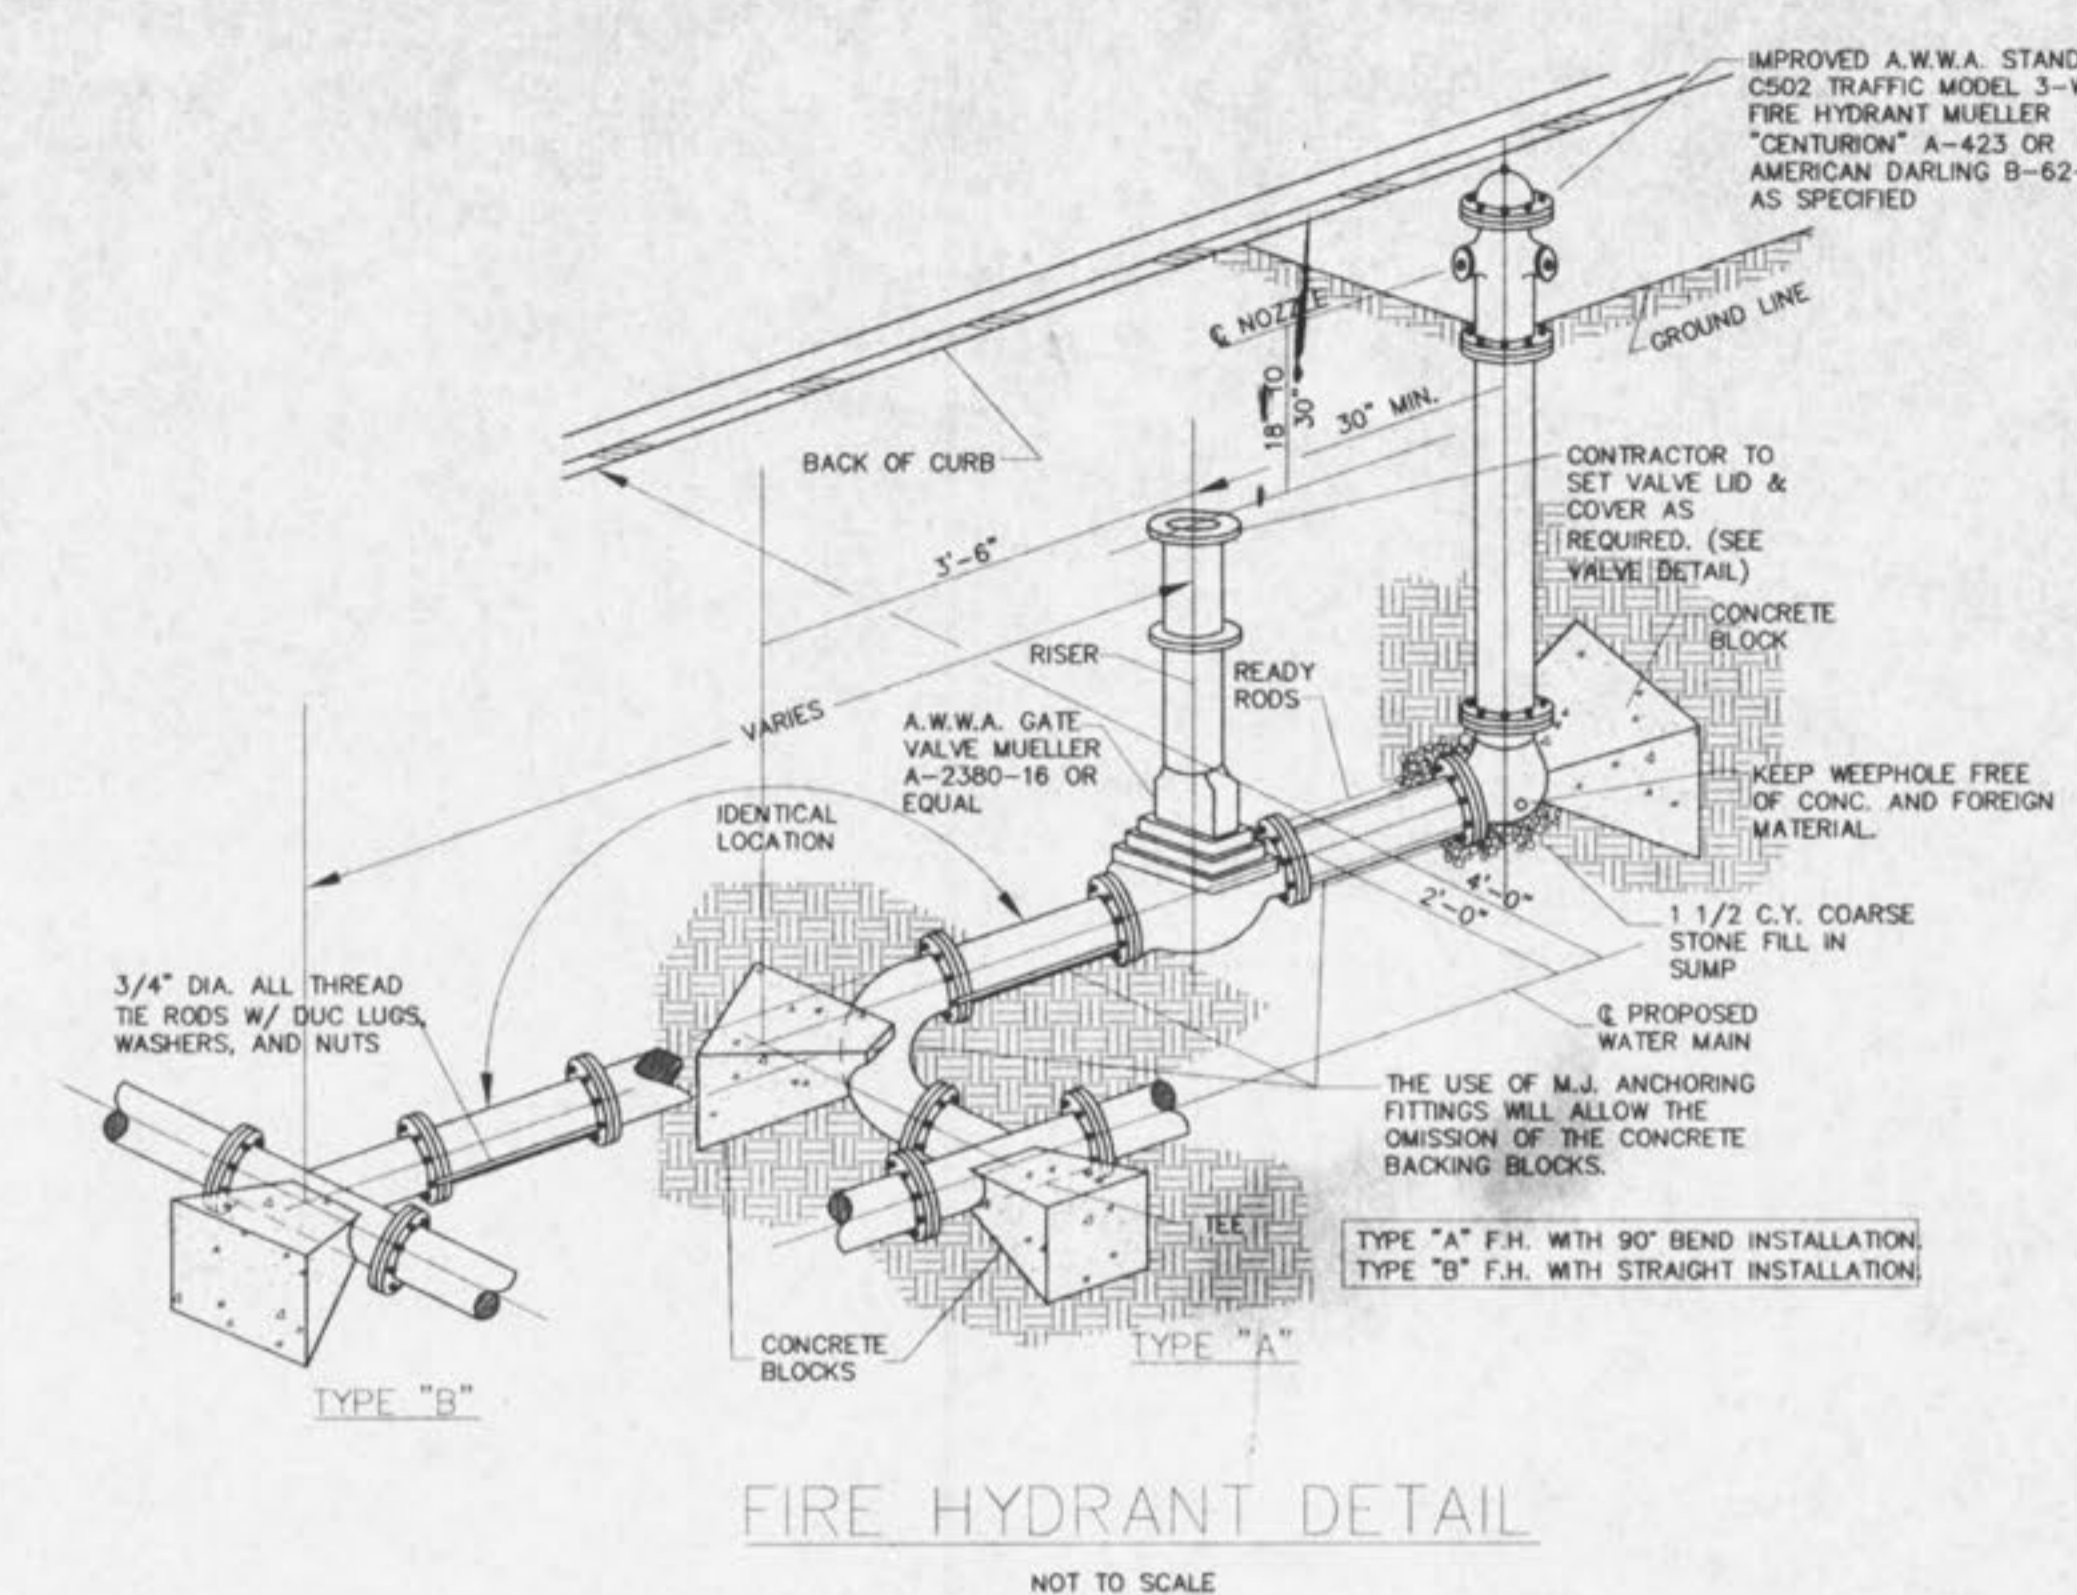 IMPROVED A.W.W.A. STAND
C502 TRAFFIC MODEL 3-W
FIRE HYDRANT MUELLER
"CENTURION" A-423 OR
AMERICAN DARLING B-62-
AS SPECIFIED
℄ NOZZLE
GROUND LINE
18" TO
30"
30" MIN.
BACK OF CURB
CONTRACTOR TO
SET VALVE LID &
COVER AS
REQUIRED. (SEE
VALVE DETAIL)
3'-6"
CONCRETE
BLOCK
RISER
READY
RODS
VARIES
A.W.W.A. GATE
VALVE MUELLER
A-2380-16 OR
EQUAL
KEEP WEEPHOLE FREE
OF CONC. AND FOREIGN
MATERIAL.
IDENTICAL
LOCATION
4'-0"
2'-0"
1 1/2 C.Y. COARSE
STONE FILL IN
SUMP
3/4" DIA. ALL THREAD
TIE RODS W/ DUC LUGS,
WASHERS, AND NUTS
℄ PROPOSED
WATER MAIN
THE USE OF M.J. ANCHORING
FITTINGS WILL ALLOW THE
OMISSION OF THE CONCRETE
BACKING BLOCKS.
TEE
TYPE "A" F.H. WITH 90° BEND INSTALLATION.
TYPE "B" F.H. WITH STRAIGHT INSTALLATION.
CONCRETE
BLOCKS
TYPE "A"
TYPE "B"
FIRE HYDRANT DETAIL
NOT TO SCALE